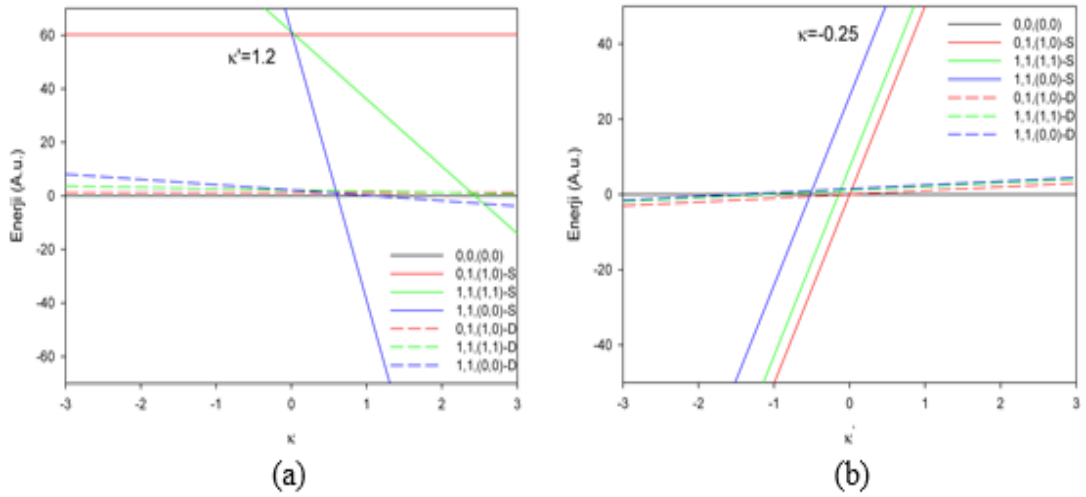 60
40
20
0
-20
-40
-60
Enerji (A.u.)
κ'=1.2
0,0,(0,0)
0,1,(1,0)-S
1,1,(1,1)-S
1,1,(0,0)-S
0,1,(1,0)-D
1,1,(1,1)-D
1,1,(0,0)-D
-3 -2 -1 0 1 2 3
κ
(a)
40
20
0
-20
-40
Enerji (A.u.)
κ=-0.25
0,0,(0,0)
0,1,(1,0)-S
1,1,(1,1)-S
1,1,(0,0)-S
0,1,(1,0)-D
1,1,(1,1)-D
1,1,(0,0)-D
-3 -2 -1 0 1 2 3
κ'
(b)